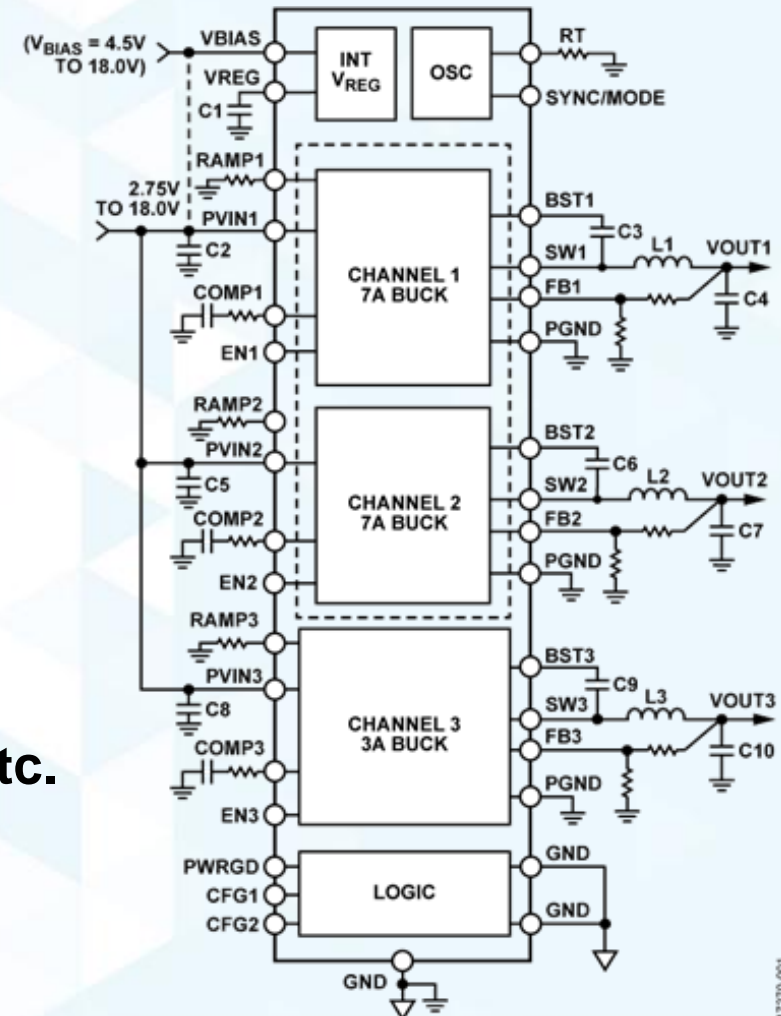 (VBIAS = 4.5V
TO 18.0V)
VBIAS
VREG
C1
INT
VREG
OSC
RT
SYNC/MODE
RAMP1
2.75V
TO 18.0V
PVIN1
C2
COMP1
EN1
CHANNEL 1
7A BUCK
BST1
C3
L1
VOUT1
SW1
FB1
C4
PGND
RAMP2
PVIN2
C5
COMP2
EN2
CHANNEL 2
7A BUCK
BST2
C6
L2
VOUT2
SW2
FB2
C7
PGND
RAMP3
PVIN3
C8
COMP3
EN3
CHANNEL 3
3A BUCK
BST3
C9
L3
VOUT3
SW3
FB3
C10
PGND
tc.
PWRGD
CFG1
CFG2
LOGIC
GND
GND
GND